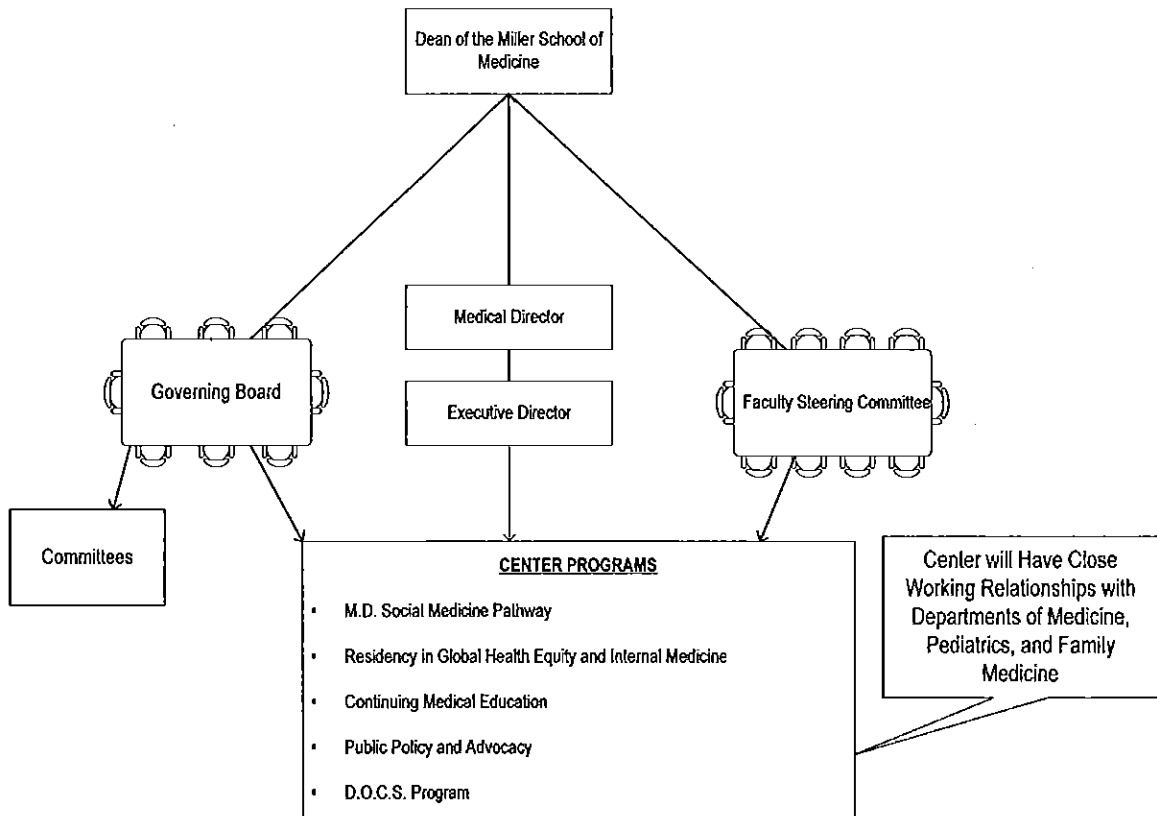 Dean of the Miller School of
Medicine
Medical Director
Governing Board
Executive Director
Faculty Steering Committee
Committees
CENTER PROGRAMS
• M.D. Social Medicine Pathway
• Residency in Global Health Equity and Internal Medicine
• Continuing Medical Education
• Public Policy and Advocacy
• D.O.C.S. Program
Center will Have Close
Working Relationships with
Departments of Medicine,
Pediatrics, and Family
Medicine